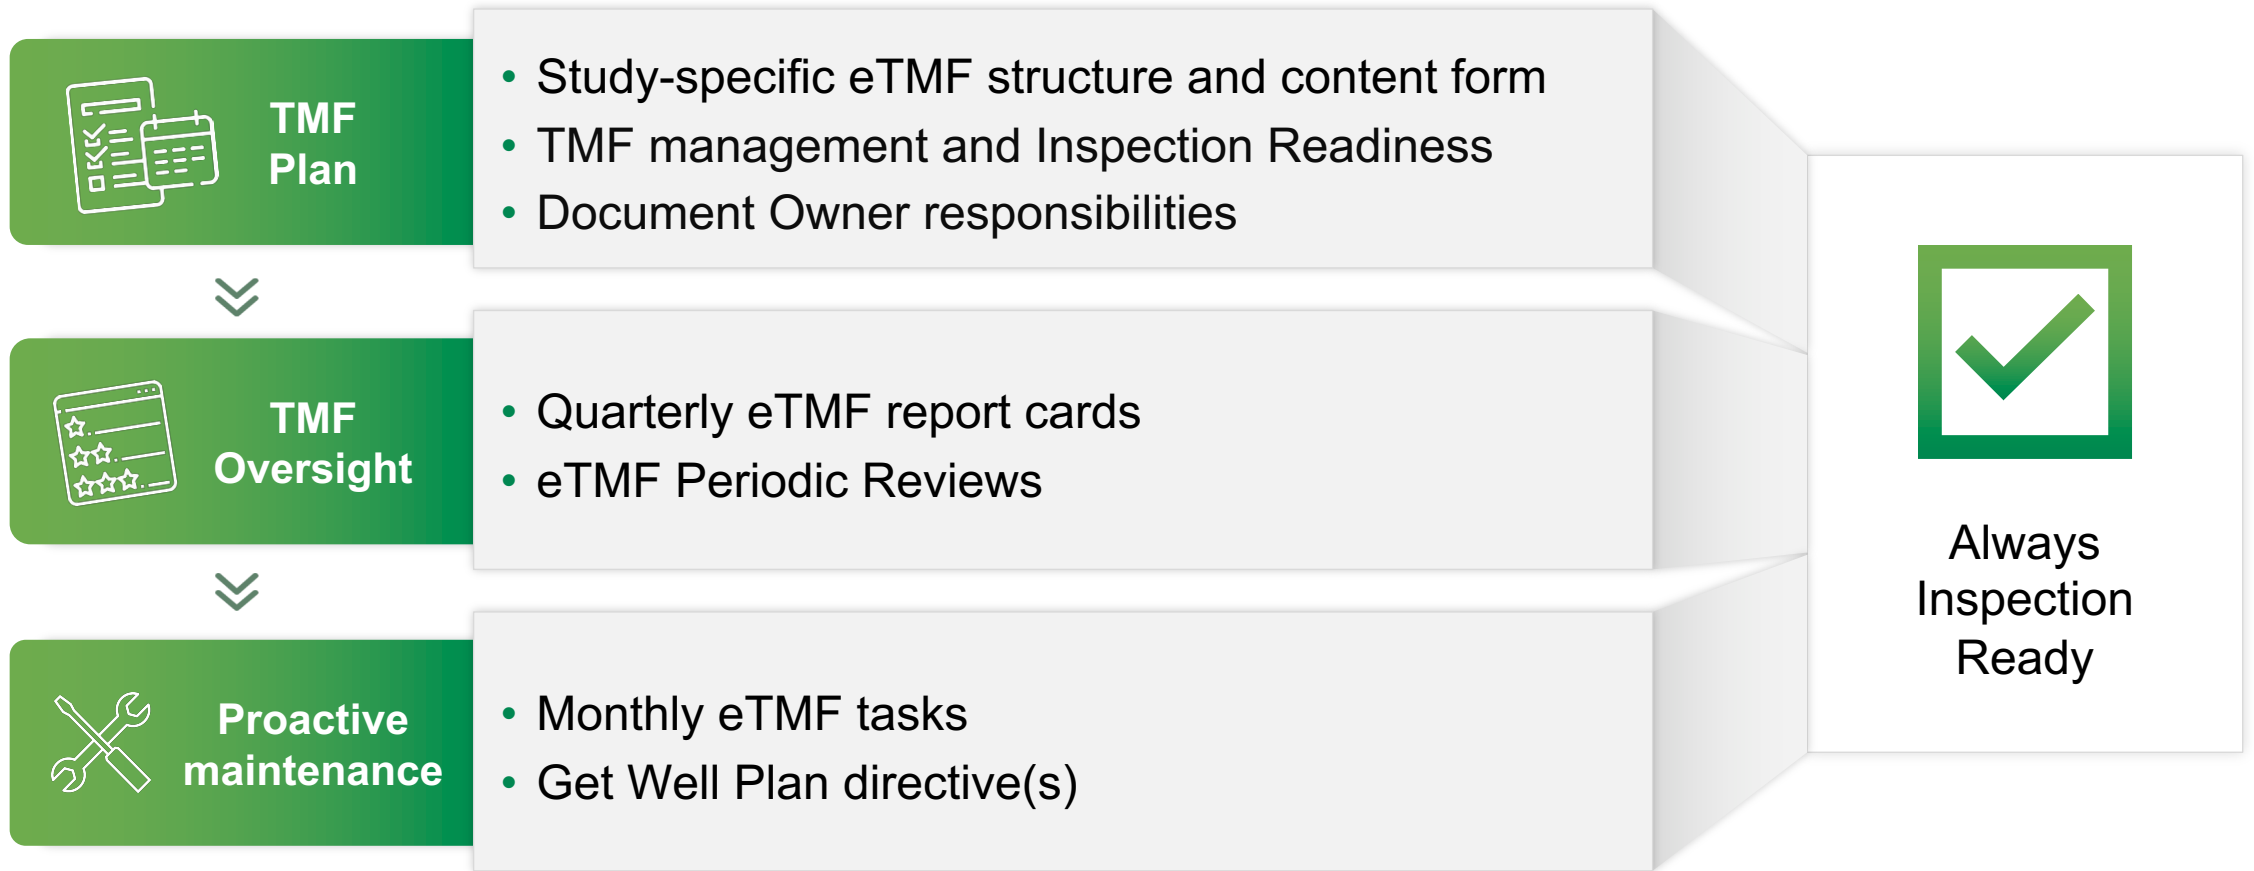 TMF
Plan
• Study-specific eTMF structure and content form
• TMF management and Inspection Readiness
• Document Owner responsibilities
TMF
Oversight
• Quarterly eTMF report cards
• eTMF Periodic Reviews
Proactive
maintenance
• Monthly eTMF tasks
• Get Well Plan directive(s)
Always
Inspection
Ready